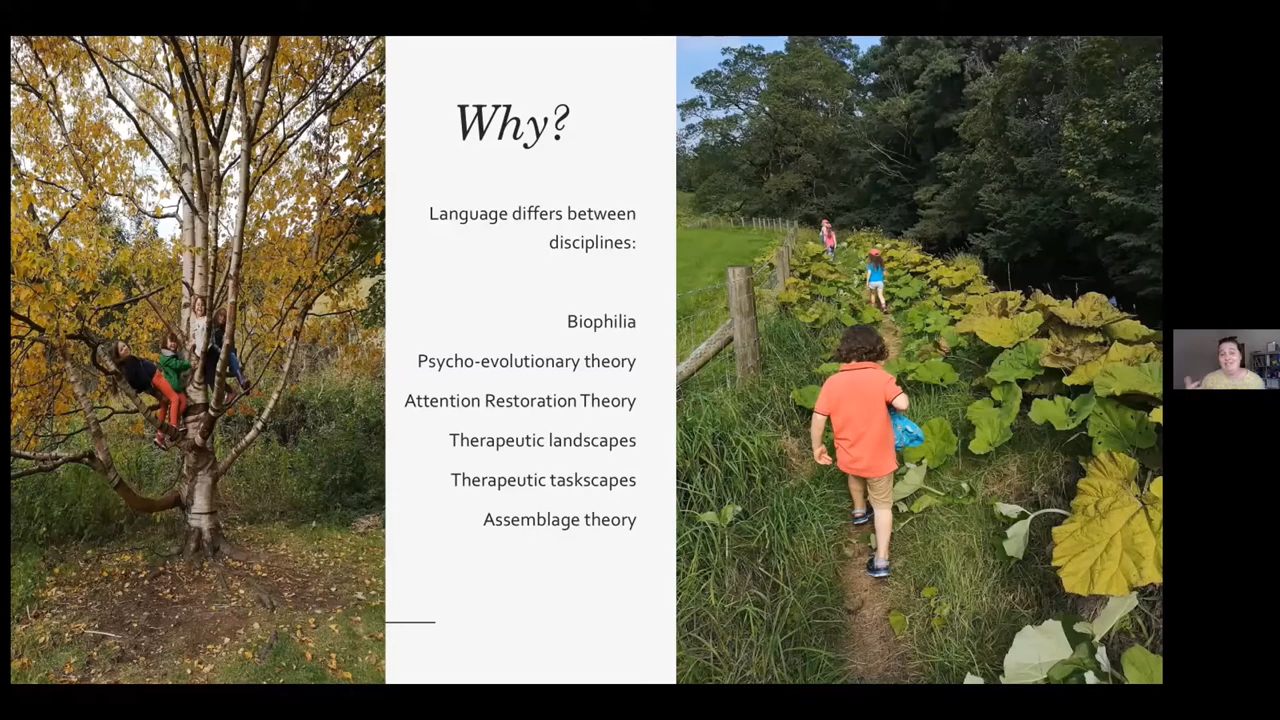 Why?
Language differs between
disciplines:
Biophilia
Psycho-evolutionary theory
Attention Restoration Theory
Therapeutic landscapes
Therapeutic taskscapes
Assemblage theory